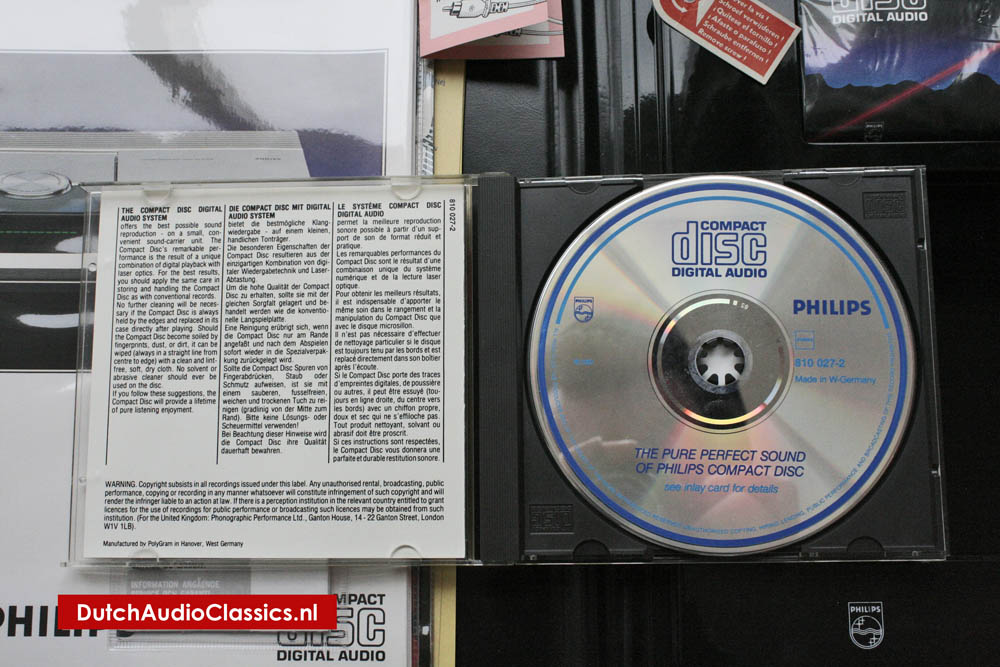 ver la vis !
Schroef verwijderen !
¡ Quitese el tornillo !
¡ Afaste o parafuso !
Schraube entfernen !
Remove screw !
disc
DIGITAL AUDIO
PHILIPS
THE COMPACT DISC DIGITAL
AUDIO SYSTEM
offers the best possible sound
reproduction - on a small, con-
venient sound-carrier unit. The
Compact Disc's remarkable per-
formance is the result of a unique
combination of digital playback with
laser optics. For the best results,
you should apply the same care in
storing and handling the Compact
Disc as with conventional records.
No further cleaning will be neces-
sary if the Compact Disc is always
held by the edges and replaced in its
case directly after playing. Should
the Compact Disc become soiled by
fingerprints, dust, or dirt, it can be
wiped (always in a straight line from
centre to edge) with a clean and lint-
free, soft, dry cloth. No solvent or
abrasive cleaner should ever be
used on the disc.
If you follow these suggestions, the
Compact Disc will provide a lifetime
of pure listening enjoyment.
DIE COMPACT DISC MIT DIGITAL
AUDIO SYSTEM
bietet die bestmögliche Klang-
wiedergabe - auf einem kleinen,
handlichen Tonträger.
Die besonderen Eigenschaften der
Compact Disc resultieren aus der
einzigartigen Kombination von digi-
taler Wiedergabetechnik und Laser-
Abtastung.
Um die hohe Qualität der Compact
Disc zu erhalten, sollte sie mit der
gleichen Sorgfalt gelagert und be-
handelt werden wie die konventio-
nelle Langspielplatte.
Eine Reinigung erübrigt sich, wenn
die Compact Disc nur am Rande
angefaßt und nach dem Abspielen
sofort wieder in die Spezialverpak-
kung zurückgelegt wird.
Sollte die Compact Disc Spuren von
Fingerabdrücken, Staub oder
Schmutz aufweisen, ist sie mit
einem sauberen, fusselfreien,
weichen und trockenen Tuch zu rei-
nigen (gradlinig von der Mitte zum
Rand). Bitte keine Lösungs- oder
Scheuermittel verwenden!
Bei Beachtung dieser Hinweise wird
die Compact Disc ihre Qualität
dauerhaft bewahren.
LE SYSTÈME COMPACT DISC
DIGITAL AUDIO
permet la meilleure reproduction
sonore possible à partir d'un sup-
port de son de format réduit et
pratique.
Les remarquables performances du
Compact Disc sont le résultat d'une
combinaison unique du système
numérique et de la lecture laser
optique.
Pour obtenir les meilleurs résultats,
il est indispensable d'apporter le
même soin dans le rangement et la
manipulation du Compact Disc que
avec le disque microsillon.
Il n'est pas nécessaire d'effectuer
de nettoyage particulier si le disque
est toujours tenu par les bords et est
replacé directement dans son boîtier
après l'écoute.
Si le Compact Disc porte des traces
d'empreintes digitales, de poussière
ou autres, il peut être essuyé (tou-
jours en ligne droite, du centre vers
les bords) avec un chiffon propre,
doux et sec qui ne s'effiloche pas.
Tout produit nettoyant, solvant ou
abrasif doit être proscrit.
Si ces instructions sont respectées,
le Compact Disc vous donnera une
parfaite et durable restitution sonore.
810 027-2
WARNING. Copyright subsists in all recordings issued under this label. Any unauthorised rental, broadcasting, public
performance, copying or recording in any manner whatsoever will constitute infringement of such copyright and will
render the infringer liable to an action at law. If there is a perception institution in the relevant country entitled to grant
licences for the use of recordings for public performance or broadcasting such licences may be obtained from such
institution. (For the United Kingdom: Phonographic Performance Ltd., Ganton House, 14 - 22 Ganton Street, London
W1V 1LB).
Manufactured by PolyGram in Hanover, West Germany
COMPACT
disc
DIGITAL AUDIO
PHILIPS
PHILIPS
810 027-2
Made in W-Germany
THE PURE PERFECT SOUND
OF PHILIPS COMPACT DISC
see inlay card for details
INFORMATION ANGÅENDE
DutchAudioClassics.nl
MPACT
disc
DIGITAL AUDIO
PHILIPS